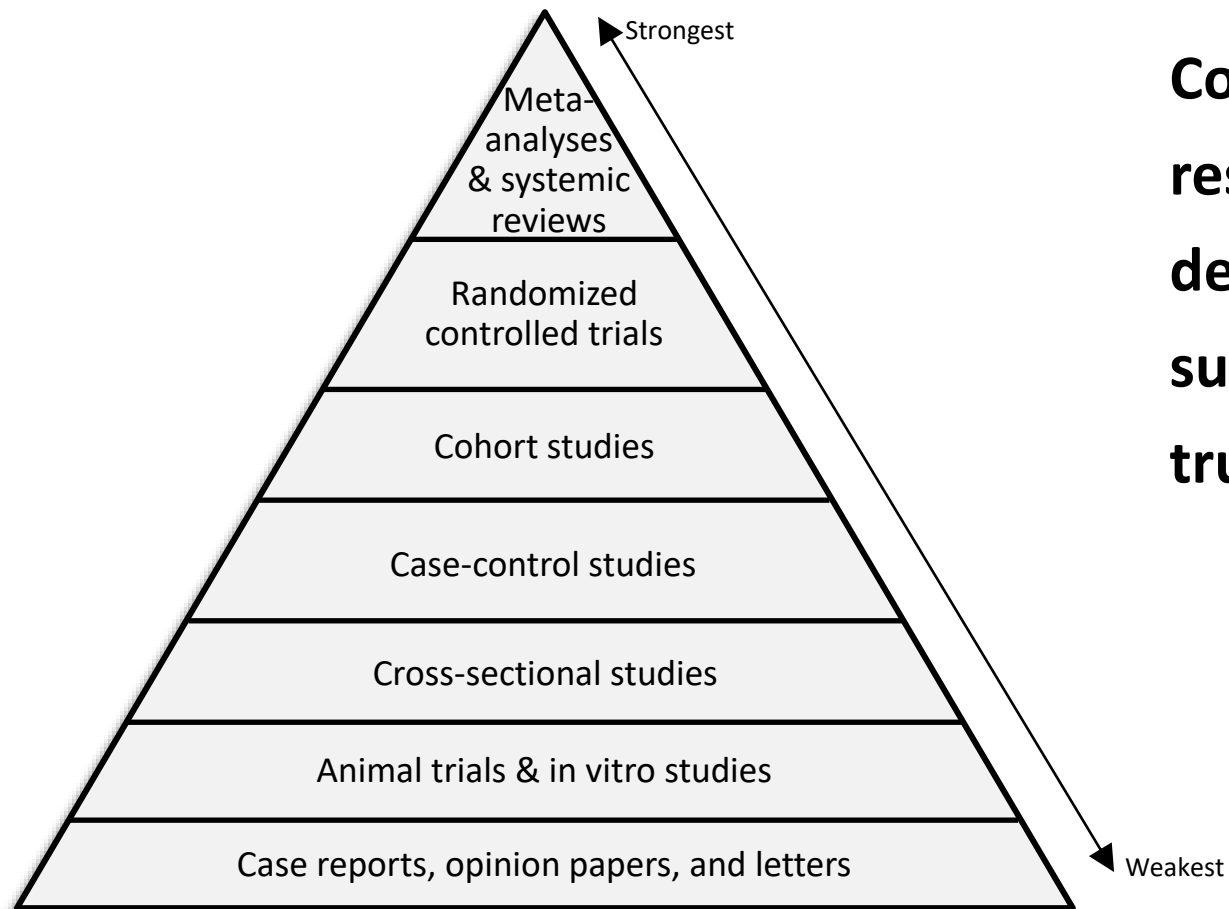 Strongest
Meta-
analyses
& systemic
reviews
Randomized
controlled trials
Cohort studies
Case-control studies
Cross-sectional studies
Animal trials & in vitro studies
Case reports, opinion papers, and letters
Weakest